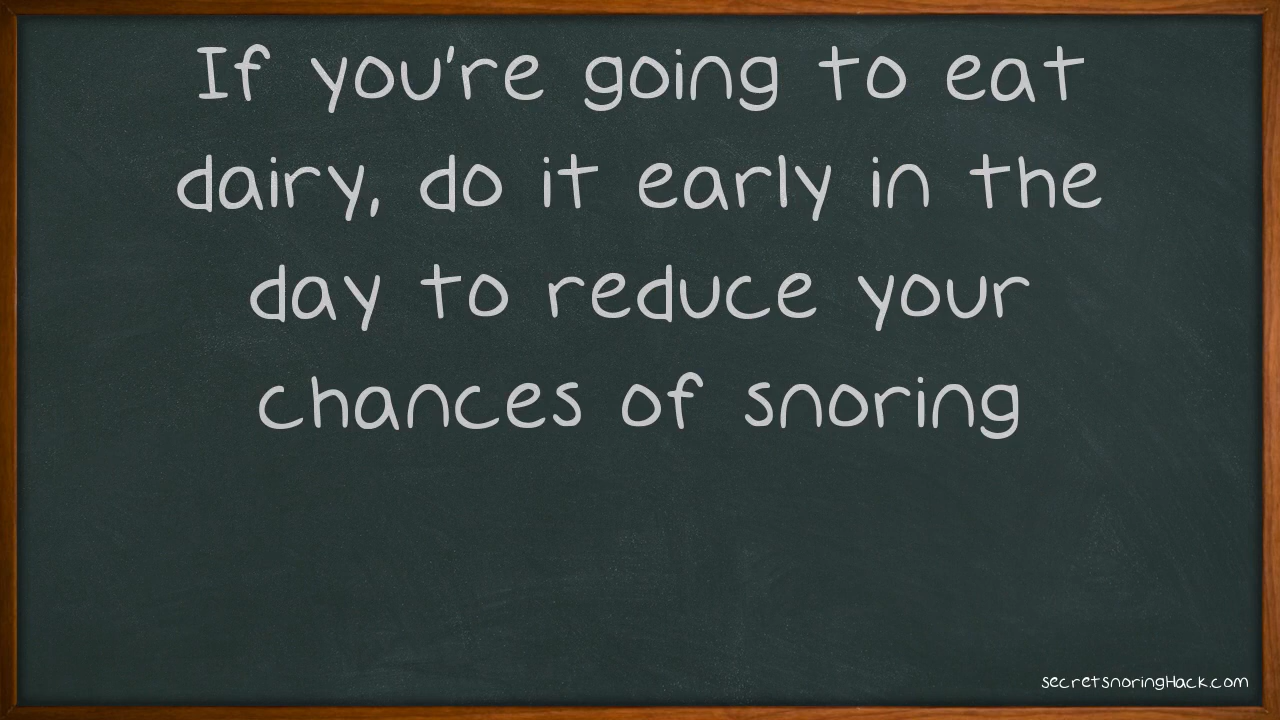 If you're going to eat
dairy, do it early in the
day to reduce your
chances of snoring
secretsnoringHack.com